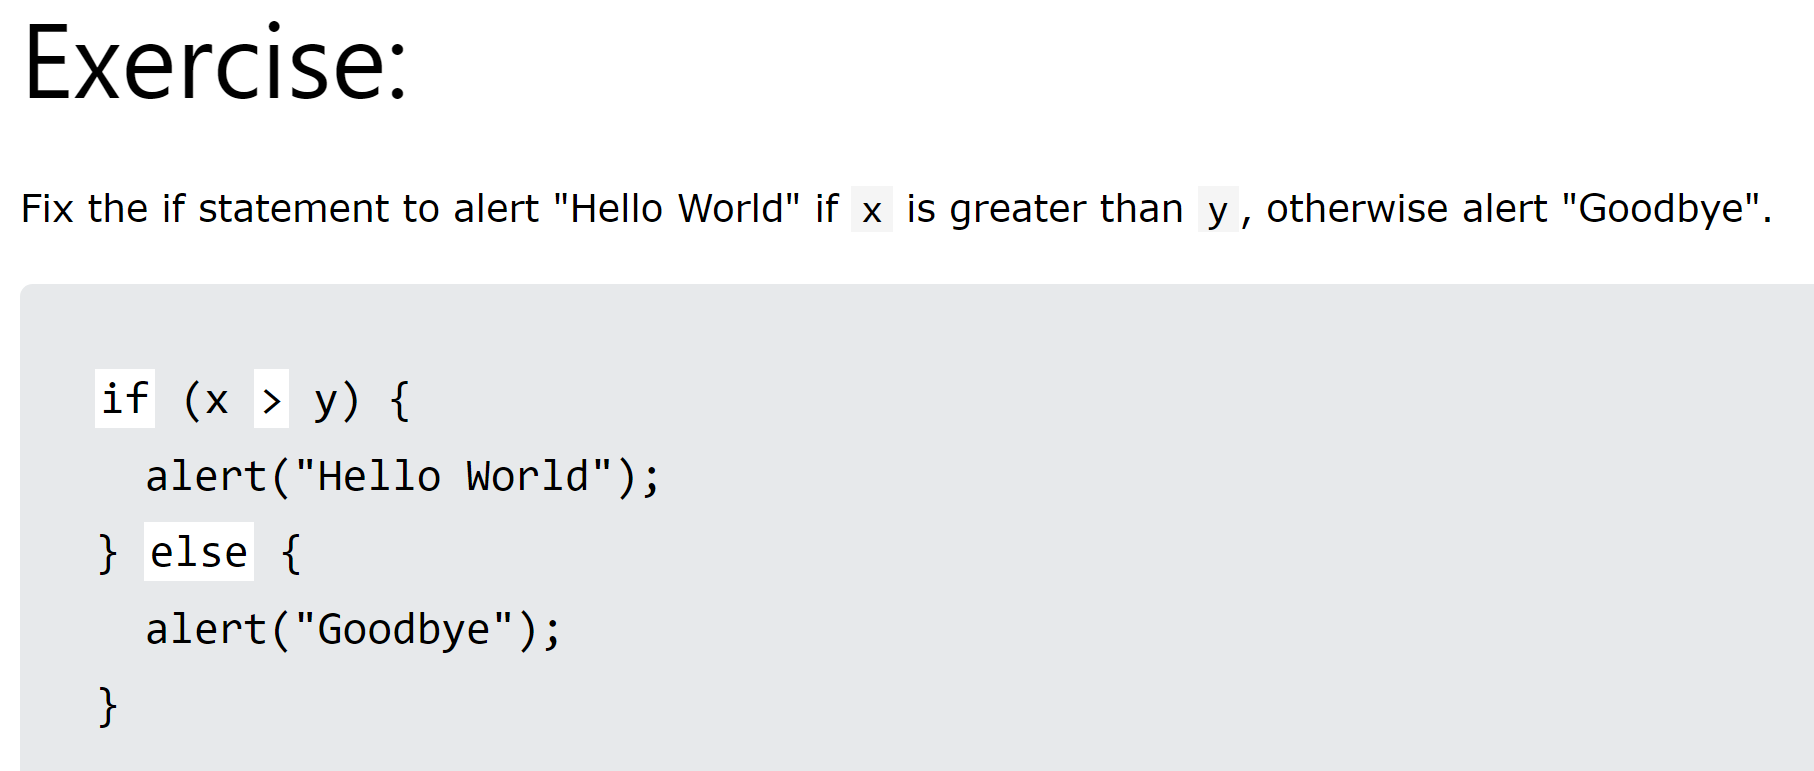 Exercise:
Fix the if statement to alert "Hello World" if x is greater than y, otherwise alert "Goodbye".
if (x > y) {
  alert("Hello World");
} else {
  alert("Goodbye");
}